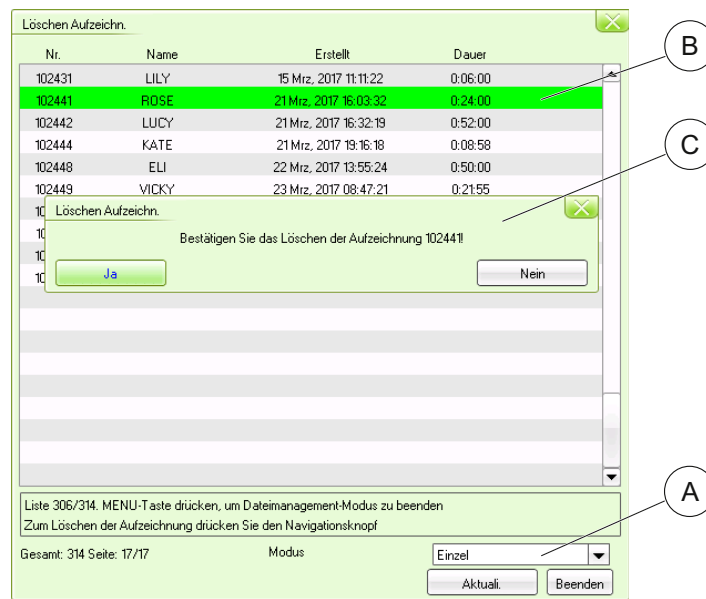 Löschen Aufzeichn.
Nr. Name Erstellt Dauer
102431 LILY 15 Mrz, 2017 11:11:22 0:06:00
102441 ROSE 21 Mrz, 2017 16:03:32 0:24:00
102442 LUCY 21 Mrz, 2017 16:32:19 0:52:00
102444 KATE 21 Mrz, 2017 19:16:18 0:08:58
102448 ELI 22 Mrz, 2017 13:55:24 0:50:00
102449 VICKY 23 Mrz, 2017 08:47:21 0:21:55
Löschen Aufzeichn.
Bestätigen Sie das Löschen der Aufzeichnung 102441!
Ja Nein
Liste 306/314. MENU-Taste drücken, um Dateimanagement-Modus zu beenden
Zum Löschen der Aufzeichnung drücken Sie den Navigationsknopf
Gesamt: 314 Seite: 17/17 Modus Einzel
Aktuali. Beenden
B
C
A